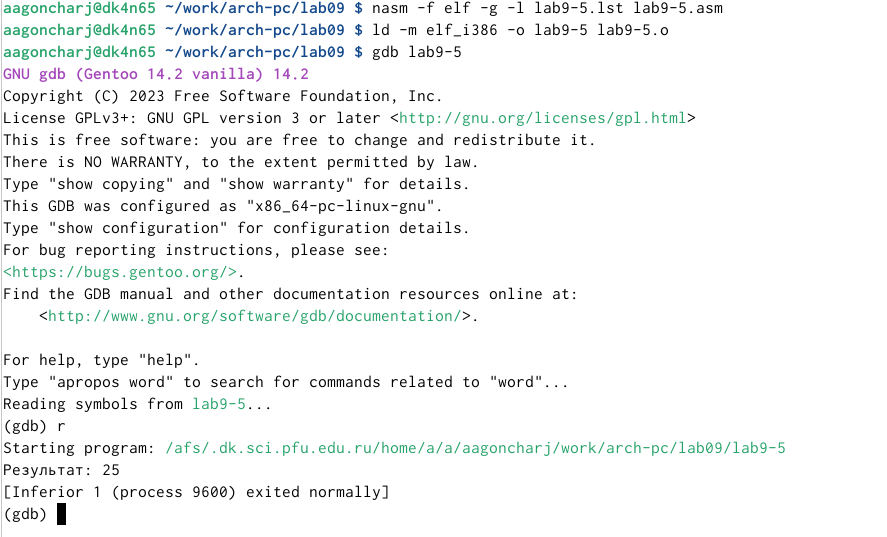 aagoncharj@dk4n65 ~/work/arch-pc/lab09 $ nasm -f elf -g -l lab9-5.lst lab9-5.asm
aagoncharj@dk4n65 ~/work/arch-pc/lab09 $ ld -m elf_i386 -o lab9-5 lab9-5.o
aagoncharj@dk4n65 ~/work/arch-pc/lab09 $ gdb lab9-5
GNU gdb (Gentoo 14.2 vanilla) 14.2
Copyright (C) 2023 Free Software Foundation, Inc.
License GPLv3+: GNU GPL version 3 or later <http://gnu.org/licenses/gpl.html>
This is free software: you are free to change and redistribute it.
There is NO WARRANTY, to the extent permitted by law.
Type "show copying" and "show warranty" for details.
This GDB was configured as "x86_64-pc-linux-gnu".
Type "show configuration" for configuration details.
For bug reporting instructions, please see:
<https://bugs.gentoo.org/>.
Find the GDB manual and other documentation resources online at:
    <http://www.gnu.org/software/gdb/documentation/>.

For help, type "help".
Type "apropos word" to search for commands related to "word"...
Reading symbols from lab9-5...
(gdb) r
Starting program: /afs/.dk.sci.pfu.edu.ru/home/a/a/aagoncharj/work/arch-pc/lab09/lab9-5
Результат: 25
[Inferior 1 (process 9600) exited normally]
(gdb)